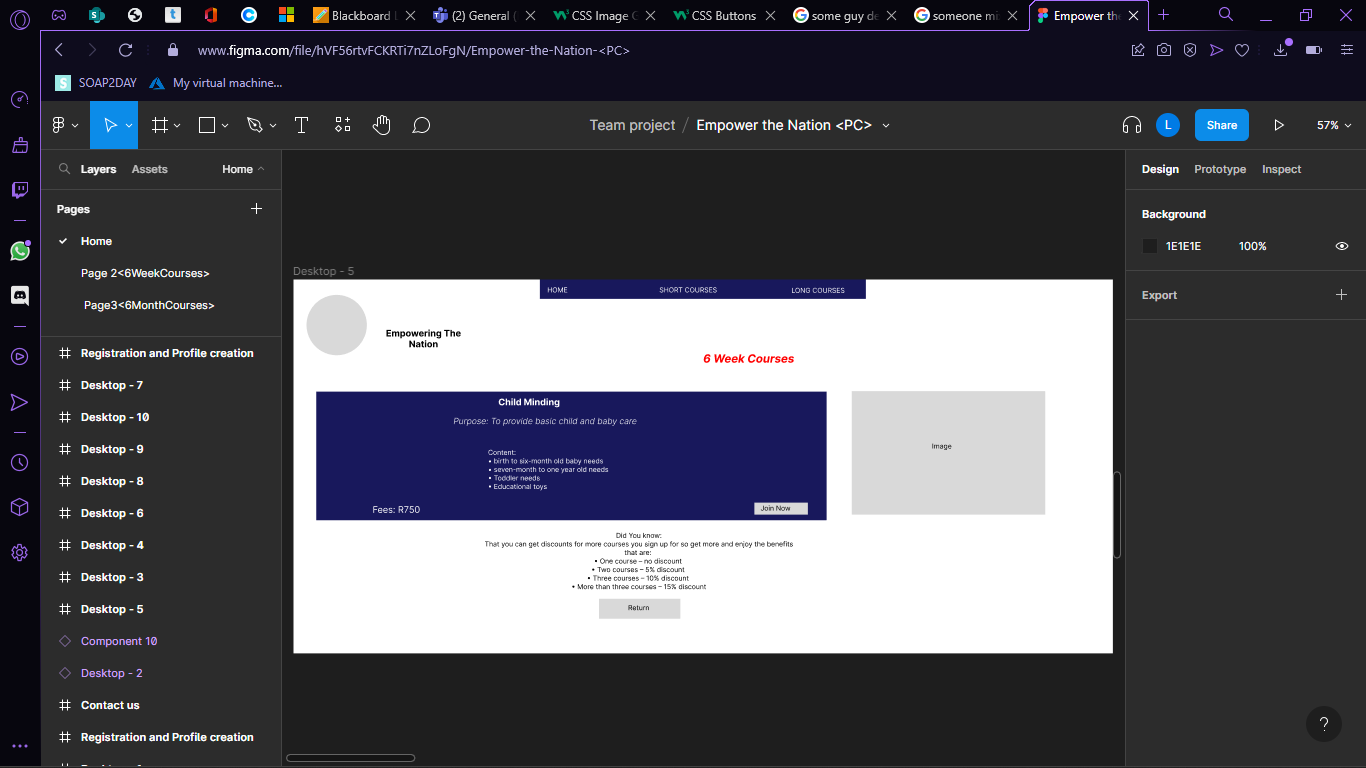 Blackboard L
(2) General (
CSS Image G
CSS Buttons
some guy de
someone mi
Empower the
www.figma.com/file/hVF56rtvFCKRTi7nZLoFgN/Empower-the-Nation-<PC>
SOAP2DAY
My virtual machine...
Team project / Empower the Nation <PC>
L
Share
57%
Layers
Assets
Home
Design
Prototype
Inspect
Pages
Home
Page 2<6WeekCourses>
Page3<6MonthCourses>
Registration and Profile creation
Desktop - 7
Desktop - 10
Desktop - 9
Desktop - 8
Desktop - 6
Desktop - 4
Desktop - 3
Desktop - 5
Component 10
Desktop - 2
Contact us
Registration and Profile creation
Desktop - 5
HOME
SHORT COURSES
LONG COURSES
Empowering The
Nation
6 Week Courses
Child Minding
Purpose: To provide basic child and baby care
Content:
• birth to six-month old baby needs
• seven-month to one year old needs
• Toddler needs
• Educational toys
Fees: R750
Join Now
Image
Did You know:
That you can get discounts for more courses you sign up for so get more and enjoy the benefits
that are:
• One course – no discount
• Two courses – 5% discount
• Three courses – 10% discount
• More than three courses – 15% discount
Return
Background
1E1E1E
100%
Export
?